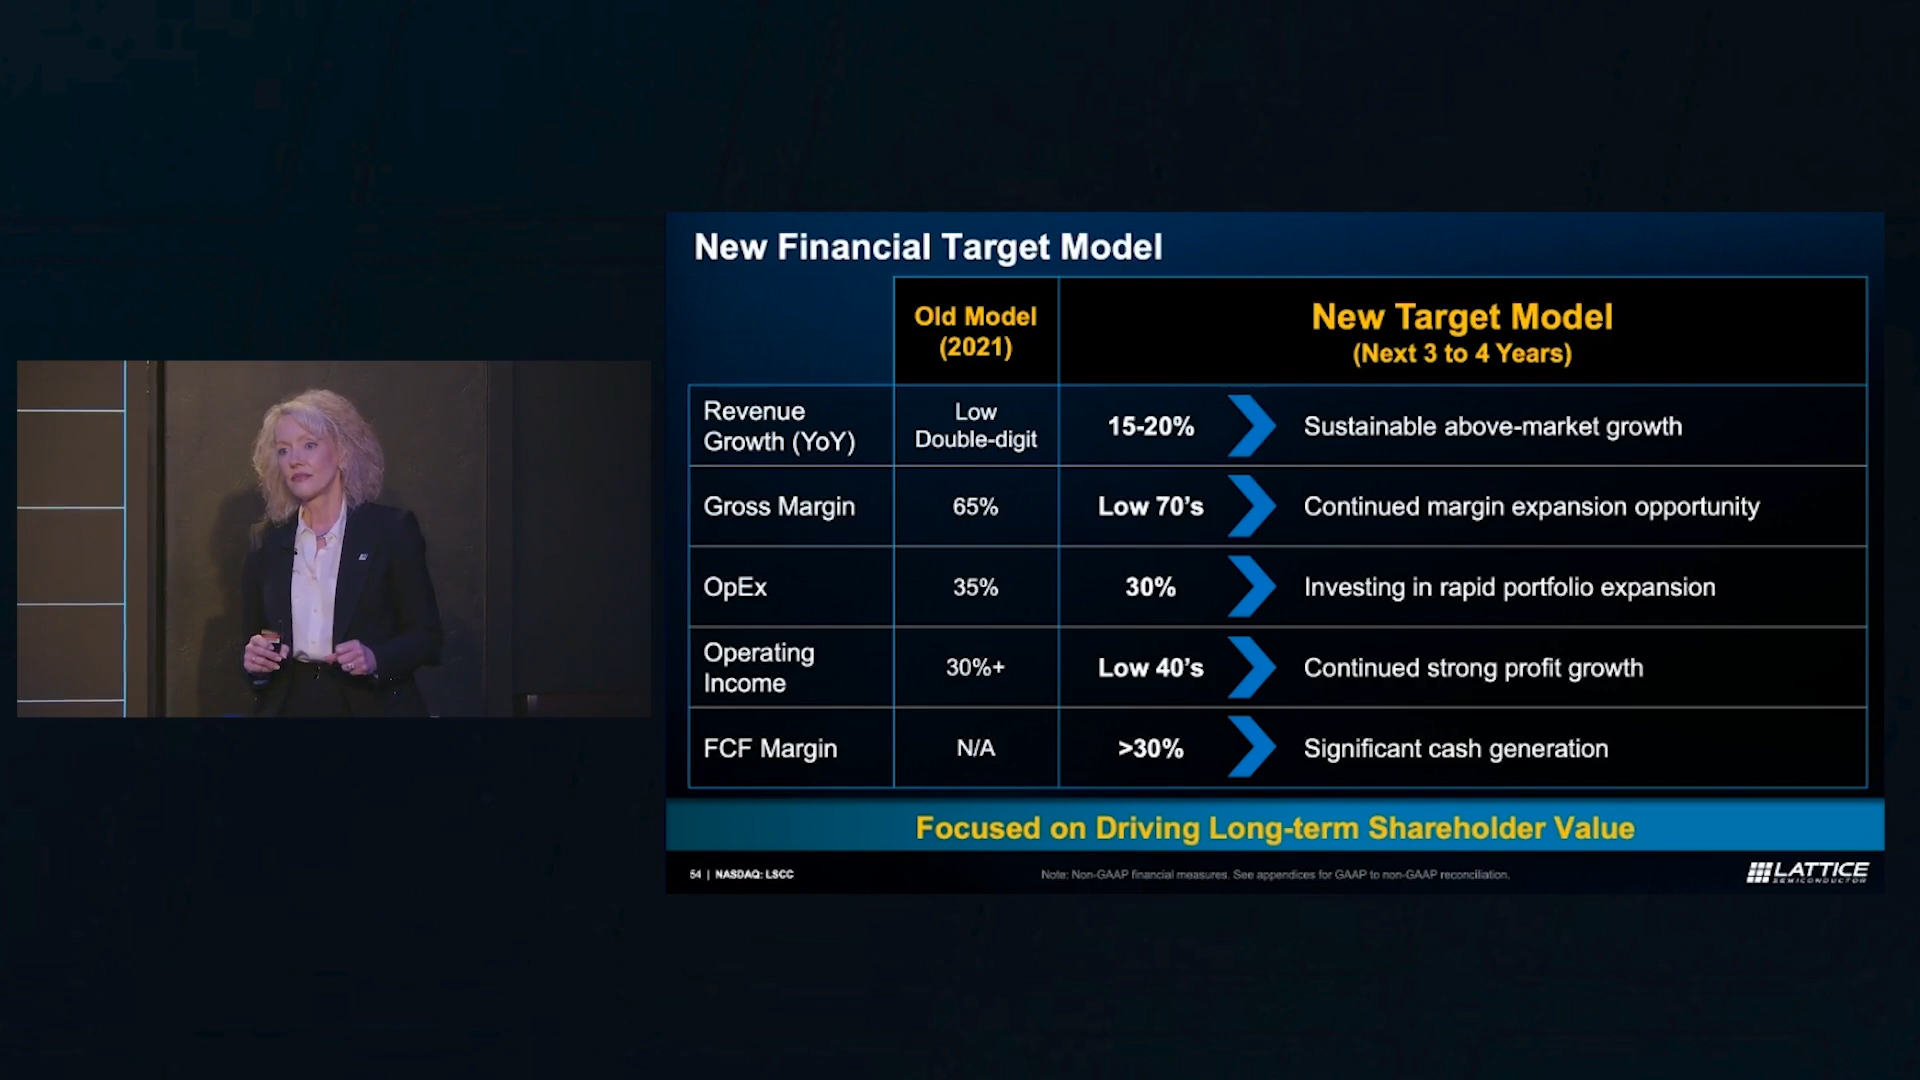 New Financial Target Model
Old Model
(2021)
New Target Model
(Next 3 to 4 Years)
Revenue
Growth (YoY)
Low
Double-digit
15-20%
Sustainable above-market growth
Gross Margin
65%
Low 70's
Continued margin expansion opportunity
OpEx
35%
30%
Investing in rapid portfolio expansion
Operating
Income
30%+
Low 40's
Continued strong profit growth
FCF Margin
N/A
>30%
Significant cash generation
Focused on Driving Long-term Shareholder Value
54 | NASDAQ: LSCC
Note: Non-GAAP financial measures. See appendices for GAAP to non-GAAP reconciliation.
LATTICE
SEMICONDUCTOR